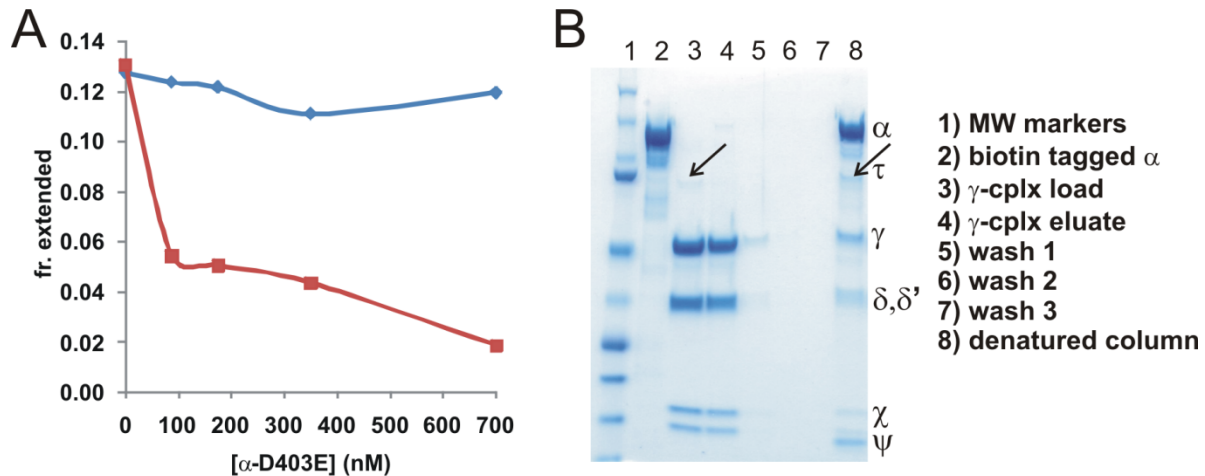 A
fr. extended
0.14
0.12
0.10
0.08
0.06
0.04
0.02
0.00
0 100 200 300 400 500 600 700
[α-D403E] (nM)
B
1 2 3 4 5 6 7 8
α
τ
γ
δ,δ'
χ
ψ
1) MW markers
2) biotin tagged α
3) γ-cplx load
4) γ-cplx eluate
5) wash 1
6) wash 2
7) wash 3
8) denatured column